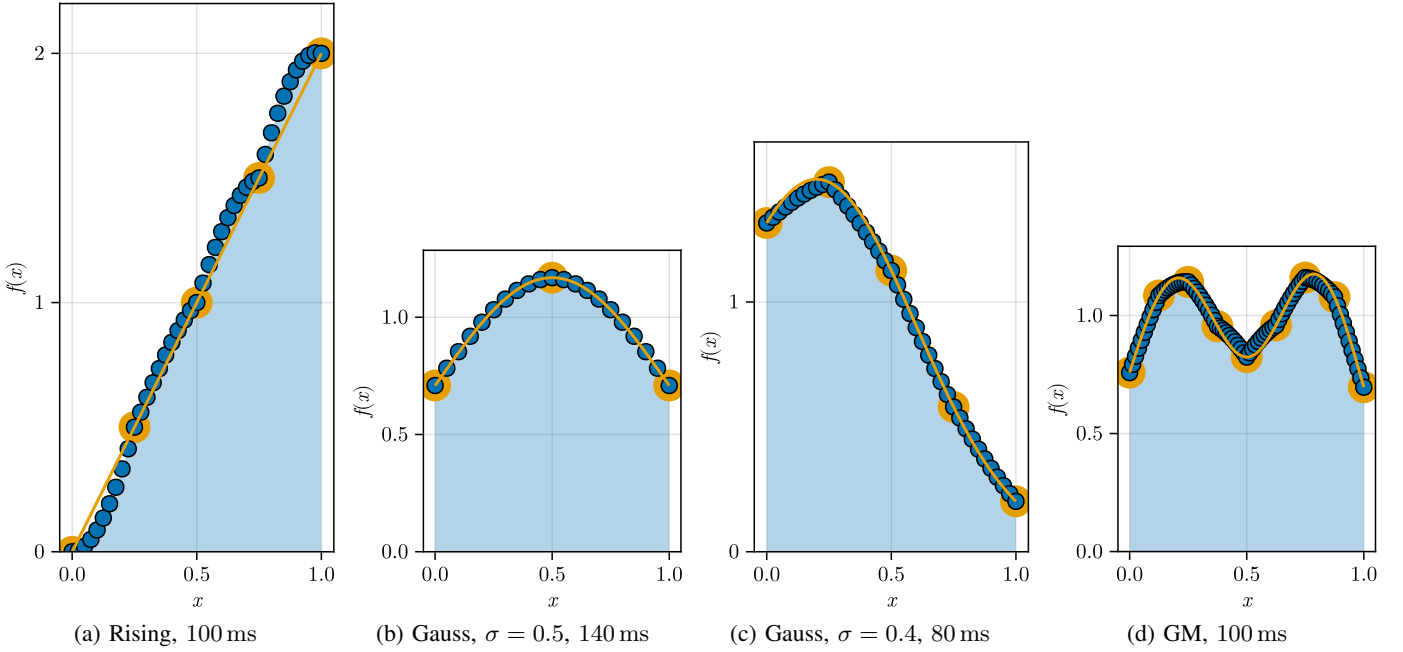 2
1
0
f(x)
0.0 0.5 1.0
x
(a) Rising, 100 ms
1.0
0.5
0.0
f(x)
0.0 0.5 1.0
x
(b) Gauss, σ = 0.5, 140 ms
1
0
f(x)
0.0 0.5 1.0
x
(c) Gauss, σ = 0.4, 80 ms
1.0
0.5
0.0
f(x)
0.0 0.5 1.0
x
(d) GM, 100 ms